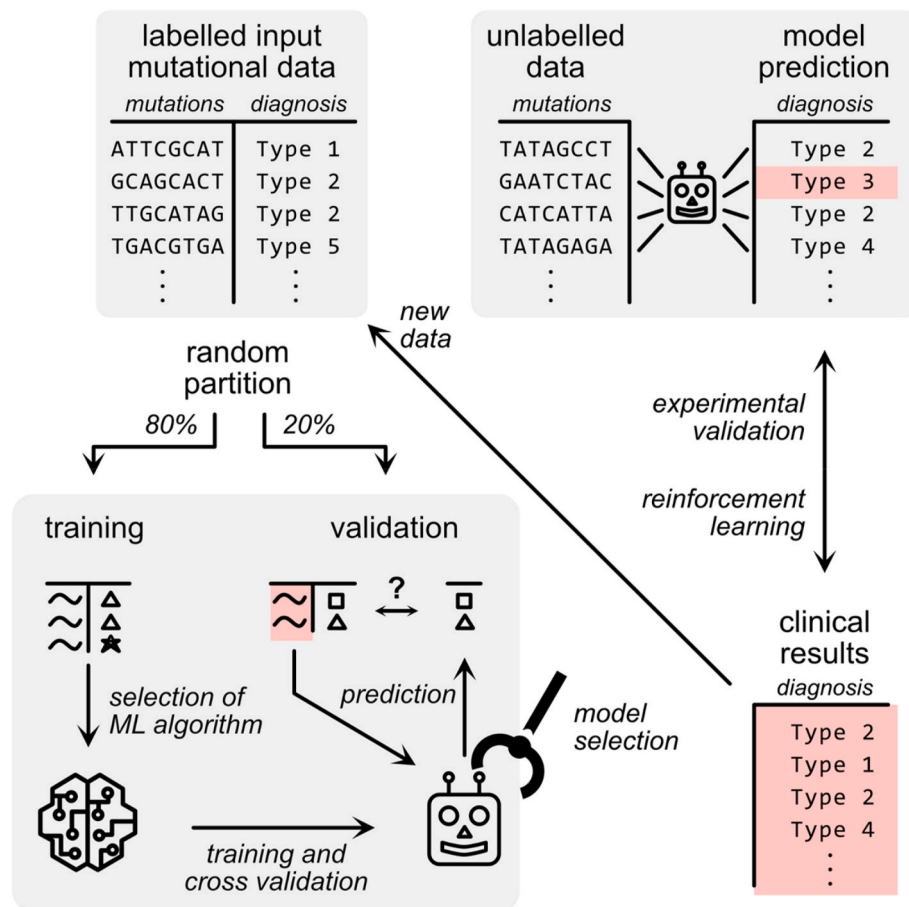 labelled input
mutational data
mutations diagnosis
ATTCGCAT Type 1
GCAGCACT Type 2
TTGCATAG Type 2
TGACGTGA Type 5
unlabelled
data
mutations
TATAGCCT
GAATCTAC
CATCATTA
TATAGAGA
model
prediction
diagnosis
Type 2
Type 3
Type 2
Type 4
new
data
random
partition
80% 20%
experimental
validation
reinforcement
learning
training
validation
?
selection of
ML algorithm
prediction
model
selection
training and
cross validation
clinical
results
diagnosis
Type 2
Type 1
Type 2
Type 4